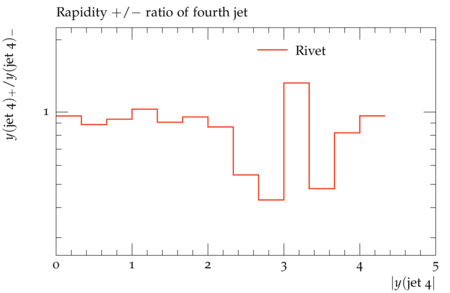 Rapidity +/− ratio of fourth jet
y(jet 4)₊/y(jet 4)₋
Rivet
1
0 1 2 3 4 5
|y(jet 4|